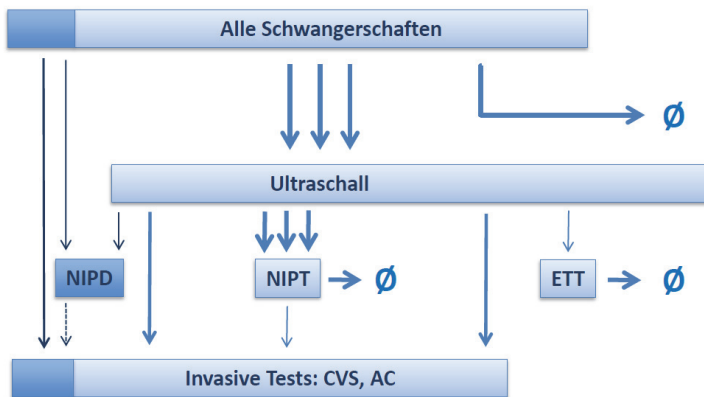 Alle Schwangerschaften
Ø
Ultraschall
NIPD
NIPT
Ø
ETT
Ø
Invasive Tests: CVS, AC